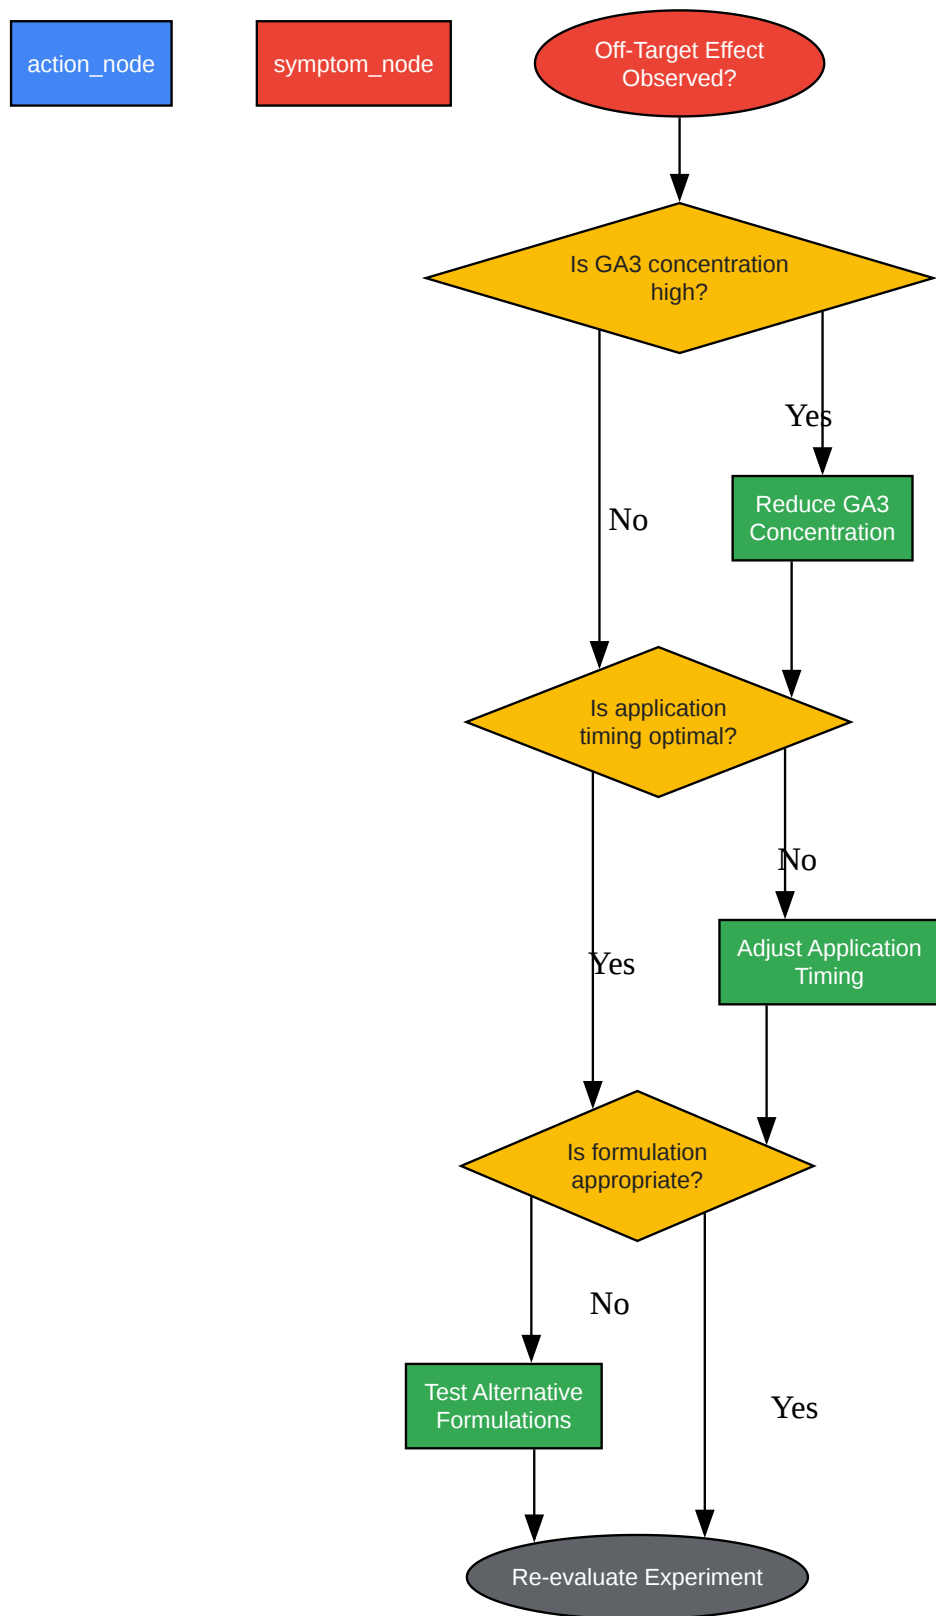 action_node
symptom_node
Off-Target Effect
Observed?
Is GA3 concentration
high?
Yes
No
Reduce GA3
Concentration
Is application
timing optimal?
No
Yes
Adjust Application
Timing
Is formulation
appropriate?
No
Yes
Test Alternative
Formulations
Re-evaluate Experiment